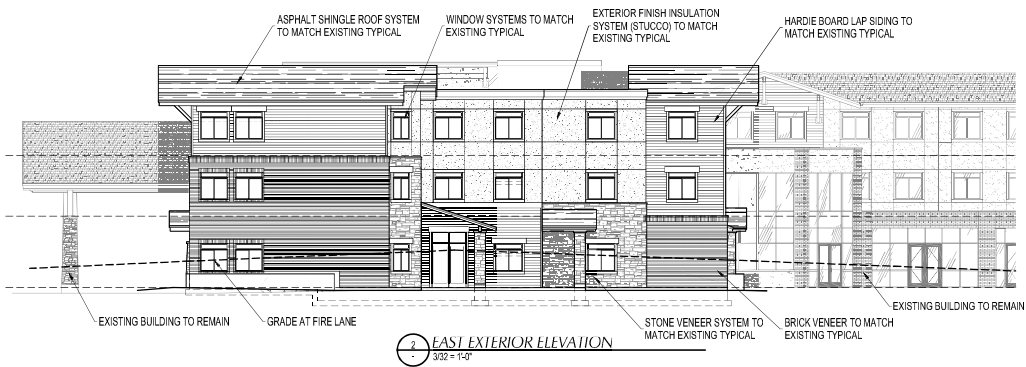 ASPHALT SHINGLE ROOF SYSTEM
TO MATCH EXISTING TYPICAL
WINDOW SYSTEMS TO MATCH
EXISTING TYPICAL
EXTERIOR FINISH INSULATION
SYSTEM (STUCCO) TO MATCH
EXISTING TYPICAL
HARDIE BOARD LAP SIDING TO
MATCH EXISTING TYPICAL
EXISTING BUILDING TO REMAIN
GRADE AT FIRE LANE
STONE VENEER SYSTEM TO
MATCH EXISTING TYPICAL
BRICK VENEER TO MATCH
EXISTING TYPICAL
EXISTING BUILDING TO REMAIN
2
-
EAST EXTERIOR ELEVATION
3/32 = 1'-0"